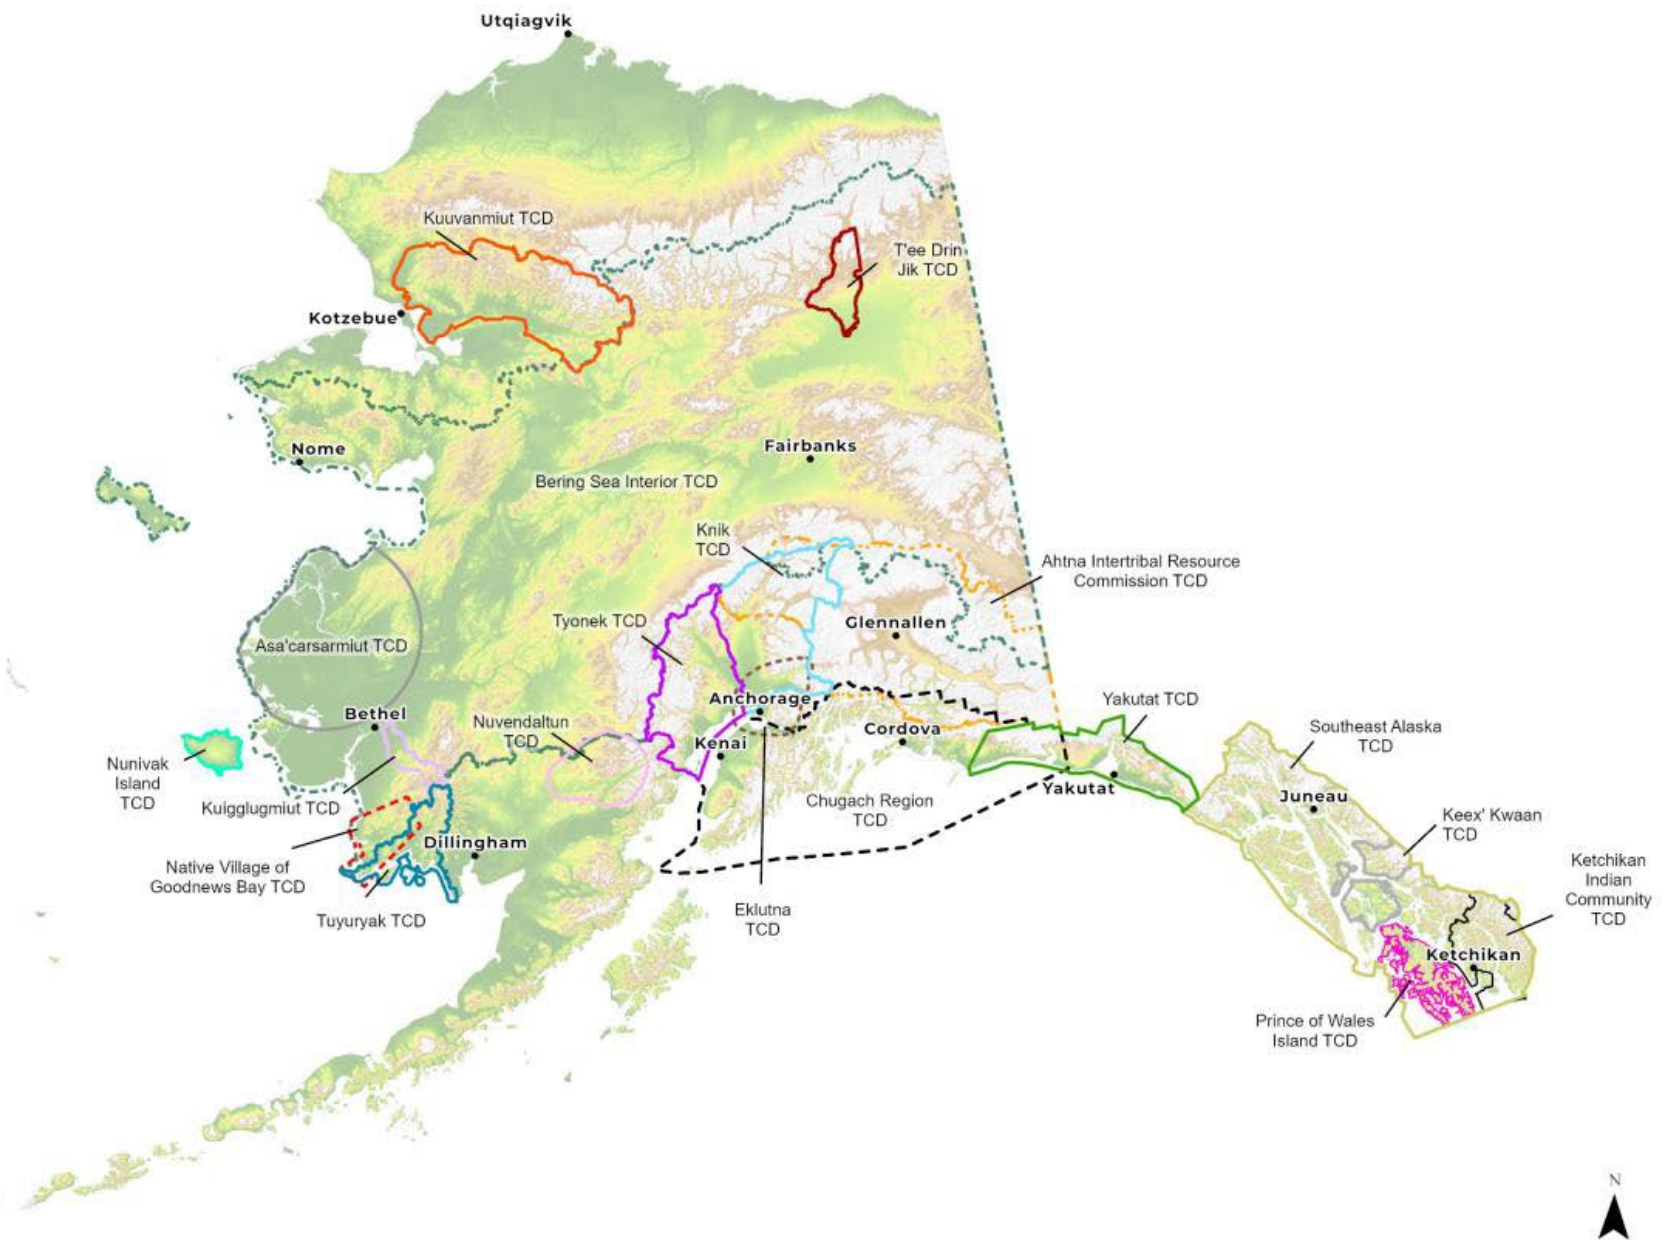 Utqiagvik
Kuuvanmiut TCD
T'ee Drin
Jik TCD
Kotzebue
Nome
Fairbanks
Bering Sea Interior TCD
Knik
TCD
Ahtna Intertribal Resource
Commission TCD
Tyonek TCD
Glennallen
Asa'carsarmiut TCD
Anchorage
Yakutat TCD
Bethel
Nuvendaltun
TCD
Kenai
Cordova
Southeast Alaska
TCD
Nunivak
Island
TCD
Kuigglugmiut TCD
Chugach Region
TCD
Yakutat
Juneau
Keex' Kwaan
TCD
Dillingham
Native Village of
Goodnews Bay TCD
Ketchikan
Indian
Community
TCD
Tuyuryak TCD
Eklutna
TCD
Ketchikan
Prince of Wales
Island TCD
N